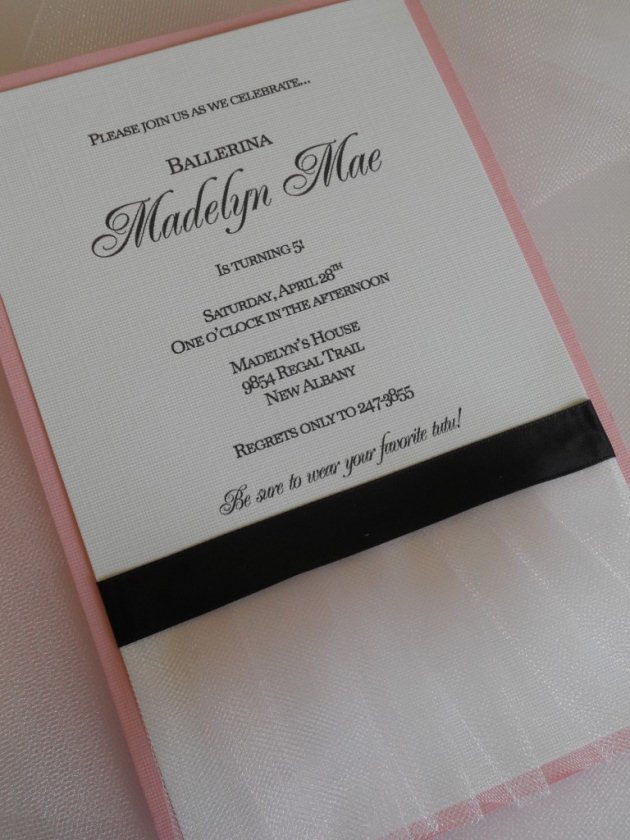 Please join us as we celebrate...
Ballerina
Madelyn Mae
Is turning 5!
Saturday, April 28th
One o'clock in the afternoon
Madelyn's House
9854 Regal Trail
New Albany
Regrets only to 247-3855
Be sure to wear your favorite tutu!